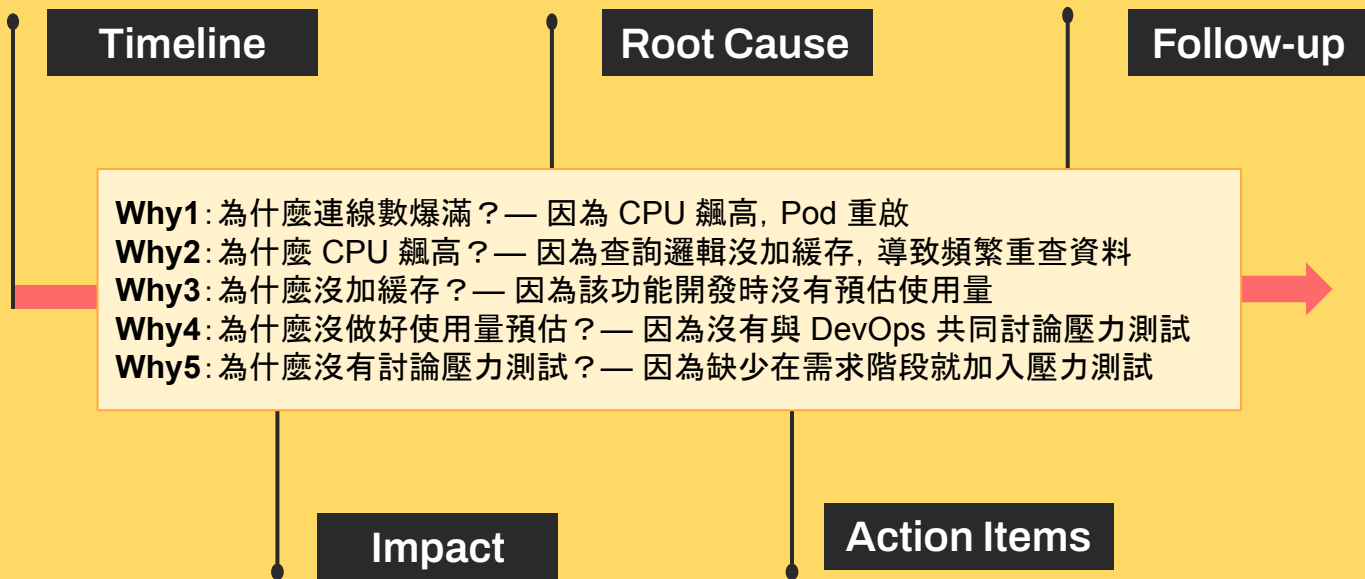 Timeline
Root Cause
Follow-up
Why1：為什麼連線數爆滿？— 因為 CPU 飆高，Pod 重啟
Why2：為什麼 CPU 飆高？— 因為查詢邏輯沒加緩存，導致頻繁重查資料
Why3：為什麼沒加緩存？— 因為該功能開發時沒有預估使用量
Why4：為什麼沒做好使用量預估？— 因為沒有與 DevOps 共同討論壓力測試
Why5：為什麼沒有討論壓力測試？— 因為缺少在需求階段就加入壓力測試
Impact
Action Items